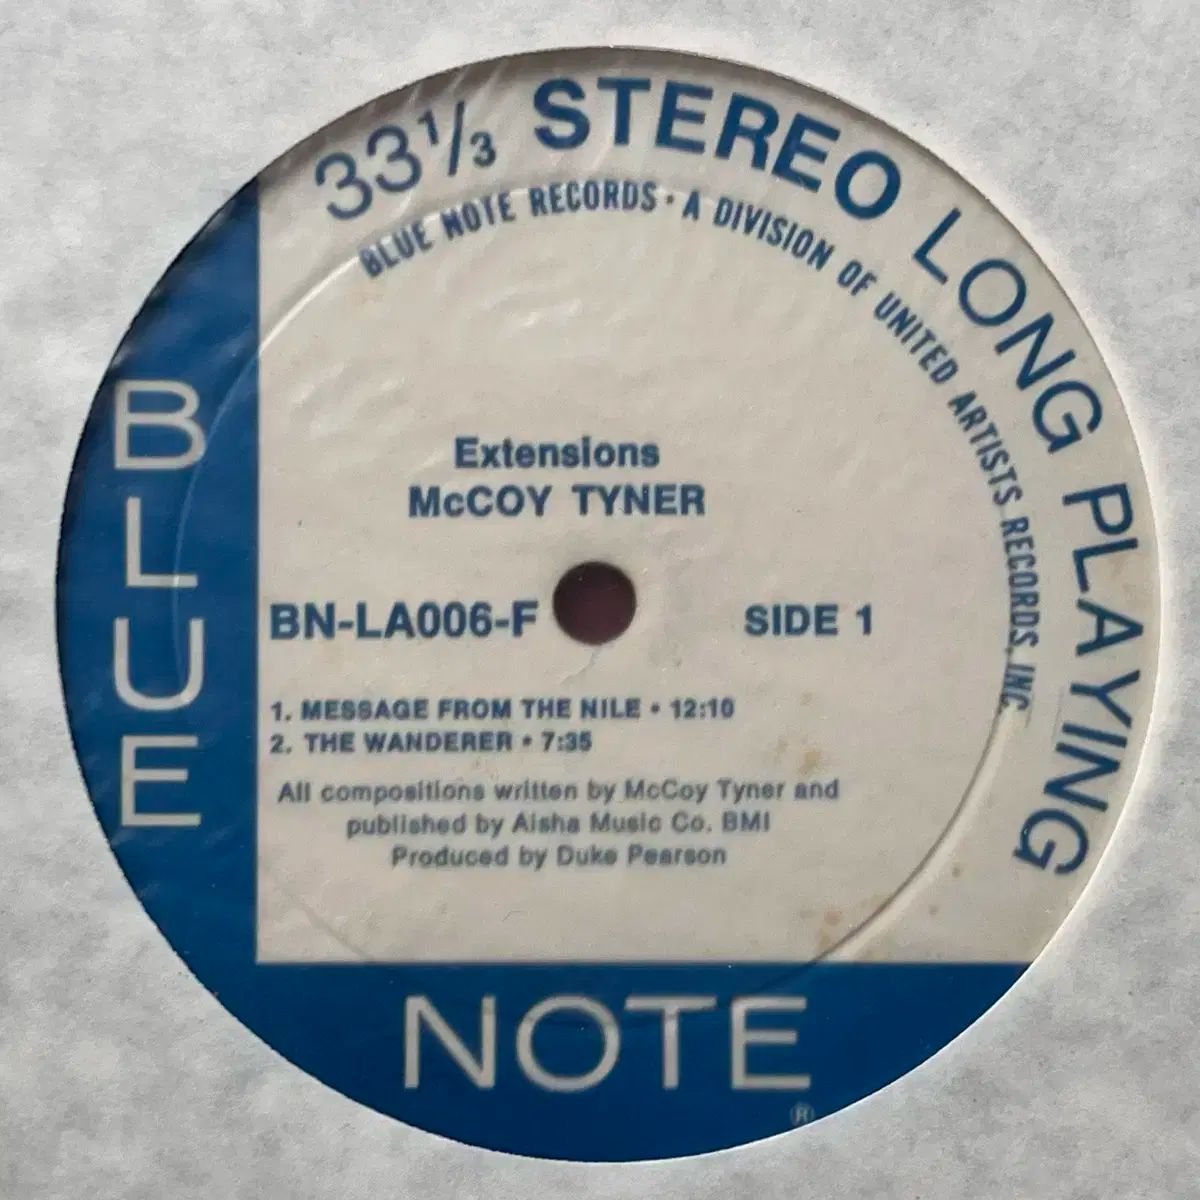 33 1/3 STEREO LONG PLAYING
BLUE NOTE RECORDS • A DIVISION OF UNITED ARTISTS RECORDS, INC.
Extensions
McCOY TYNER
BN-LA006-F
SIDE 1
1. MESSAGE FROM THE NILE • 12:10
2. THE WANDERER • 7:35
All compositions written by McCoy Tyner and
published by Aisha Music Co. BMI
Produced by Duke Pearson
BLUE
NOTE
®